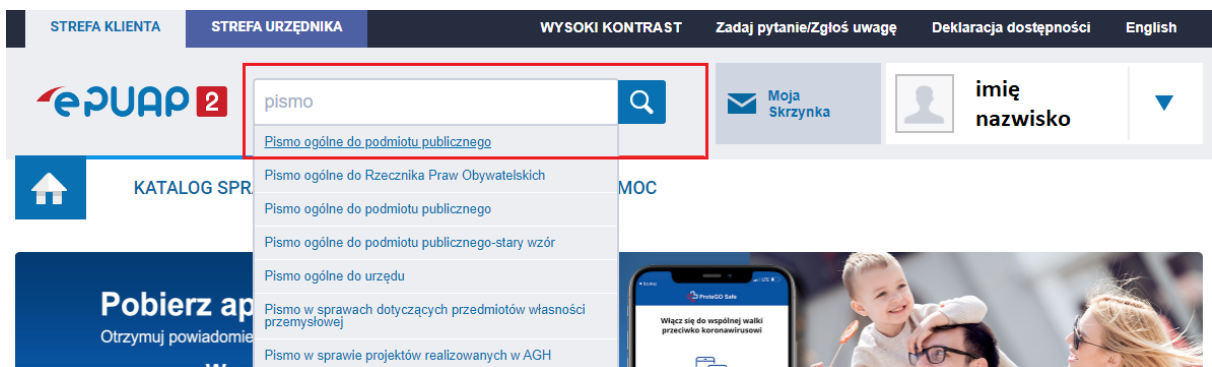 STREFA KLIENTA STREFA URZĘDNIKA WYSOKI KONTRAST Zadaj pytanie/Zgłoś uwagę Deklaracja dostępności English
epuap 2
pismo
Moja
Skrzynka
imię
nazwisko
Pismo ogólne do podmiotu publicznego
KATALOG SPR
MOC
Pismo ogólne do Rzecznika Praw Obywatelskich
Pismo ogólne do podmiotu publicznego
Pismo ogólne do podmiotu publicznego-stary wzór
Pismo ogólne do urzędu
Pismo w sprawach dotyczących przedmiotów własności
przemysłowej
Pismo w sprawie projektów realizowanych w AGH
Pobierz ap
Otrzymuj powiadomie
ProteGO Safe
Włącz się do wspólnej walki
przeciwko koronawirusowi